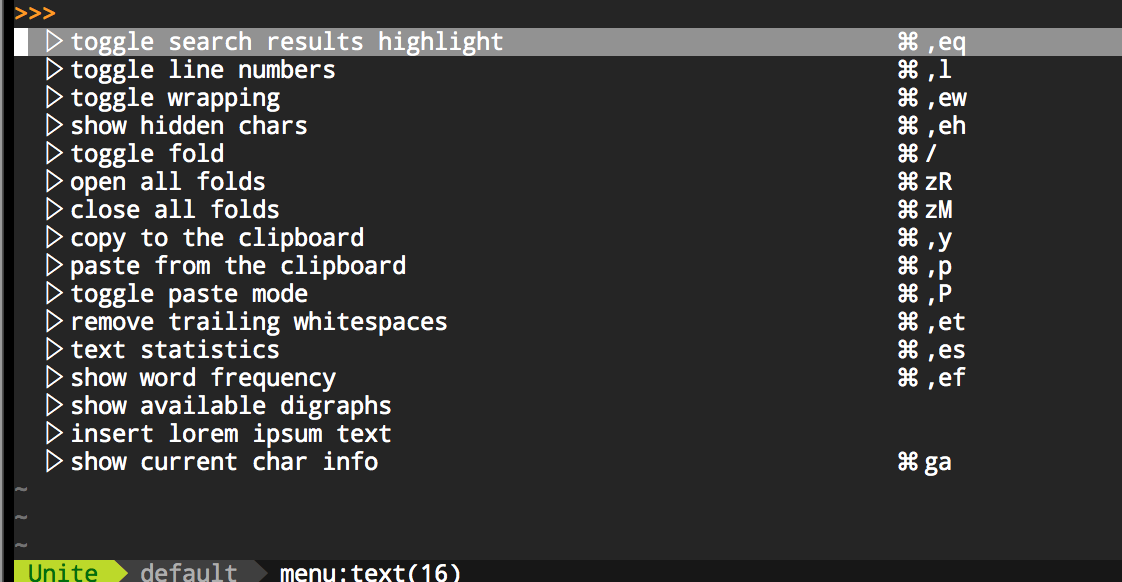 >>>
▷toggle search results highlight ⌘,eq
▷toggle line numbers ⌘,l
▷toggle wrapping ⌘,ew
▷show hidden chars ⌘,eh
▷toggle fold ⌘/
▷open all folds ⌘zR
▷close all folds ⌘zM
▷copy to the clipboard ⌘,y
▷paste from the clipboard ⌘,p
▷toggle paste mode ⌘,P
▷remove trailing whitespaces ⌘,et
▷text statistics ⌘,es
▷show word frequency ⌘,ef
▷show available digraphs
▷insert lorem ipsum text
▷show current char info ⌘ga
~
~
~
Unite default menu:text(16)